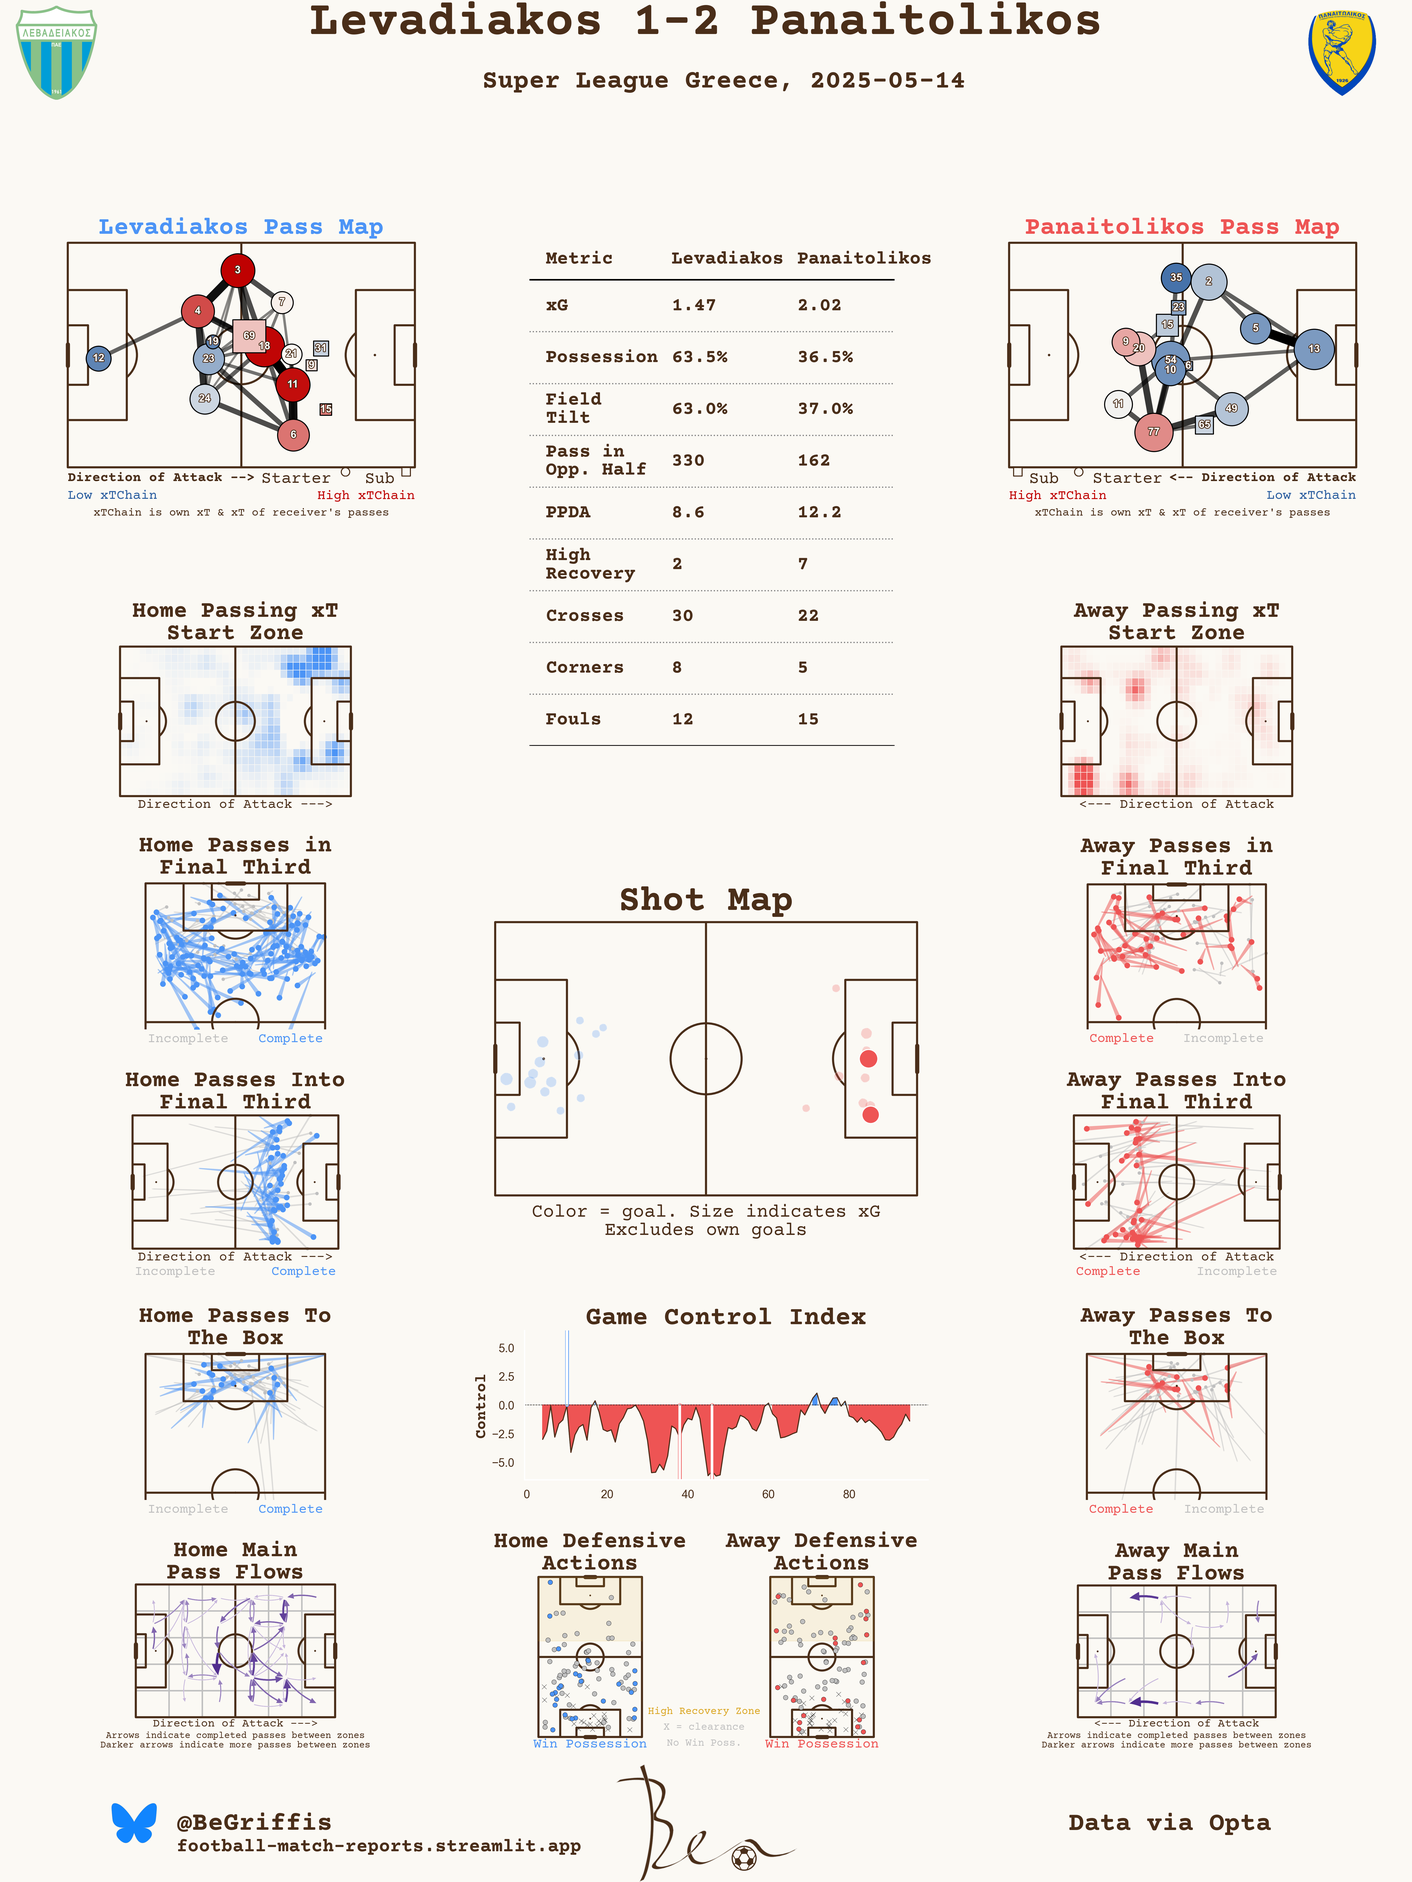 Levadiakos 1-2 Panaitolikos
Super League Greece, 2025-05-14
ΛΕΒΑΔΕΙΑΚΟΣ
ΠΑΕ
1961
ΠΑΝΑΙΤΩΛΙΚΟΣ
1926
Levadiakos Pass Map
3
7
4
69
19
18
31
12
23
21
9
11
24
15
6
Direction of Attack --> Starter Sub
Low xTChain High xTChain
xTChain is own xT & xT of receiver's passes
Metric Levadiakos Panaitolikos
xG 1.47 2.02
Possession 63.5% 36.5%
Field
Tilt 63.0% 37.0%
Pass in
Opp. Half 330 162
PPDA 8.6 12.2
High
Recovery 2 7
Crosses 30 22
Corners 8 5
Fouls 12 15
Panaitolikos Pass Map
35
2
23
15
5
9
20
13
54
10
6
11
49
65
77
Sub Starter <-- Direction of Attack
High xTChain Low xTChain
xTChain is own xT & xT of receiver's passes
Home Passing xT
Start Zone
Direction of Attack --->
Away Passing xT
Start Zone
<--- Direction of Attack
Home Passes in
Final Third
Incomplete Complete
Away Passes in
Final Third
Complete Incomplete
Shot Map
Color = goal. Size indicates xG
Excludes own goals
Home Passes Into
Final Third
Direction of Attack --->
Incomplete Complete
Away Passes Into
Final Third
<--- Direction of Attack
Complete Incomplete
Home Passes To
The Box
Incomplete Complete
Game Control Index
Control
5.0
2.5
0.0
−2.5
−5.0
0 20 40 60 80
Away Passes To
The Box
Complete Incomplete
Home Main
Pass Flows
Direction of Attack --->
Arrows indicate completed passes between zones
Darker arrows indicate more passes between zones
Home Defensive
Actions
Win Possession
Away Defensive
Actions
Win Possession
High Recovery Zone
X = clearance
No Win Poss.
Away Main
Pass Flows
<--- Direction of Attack
Arrows indicate completed passes between zones
Darker arrows indicate more passes between zones
@BeGriffis
football-match-reports.streamlit.app
Ben
Data via Opta